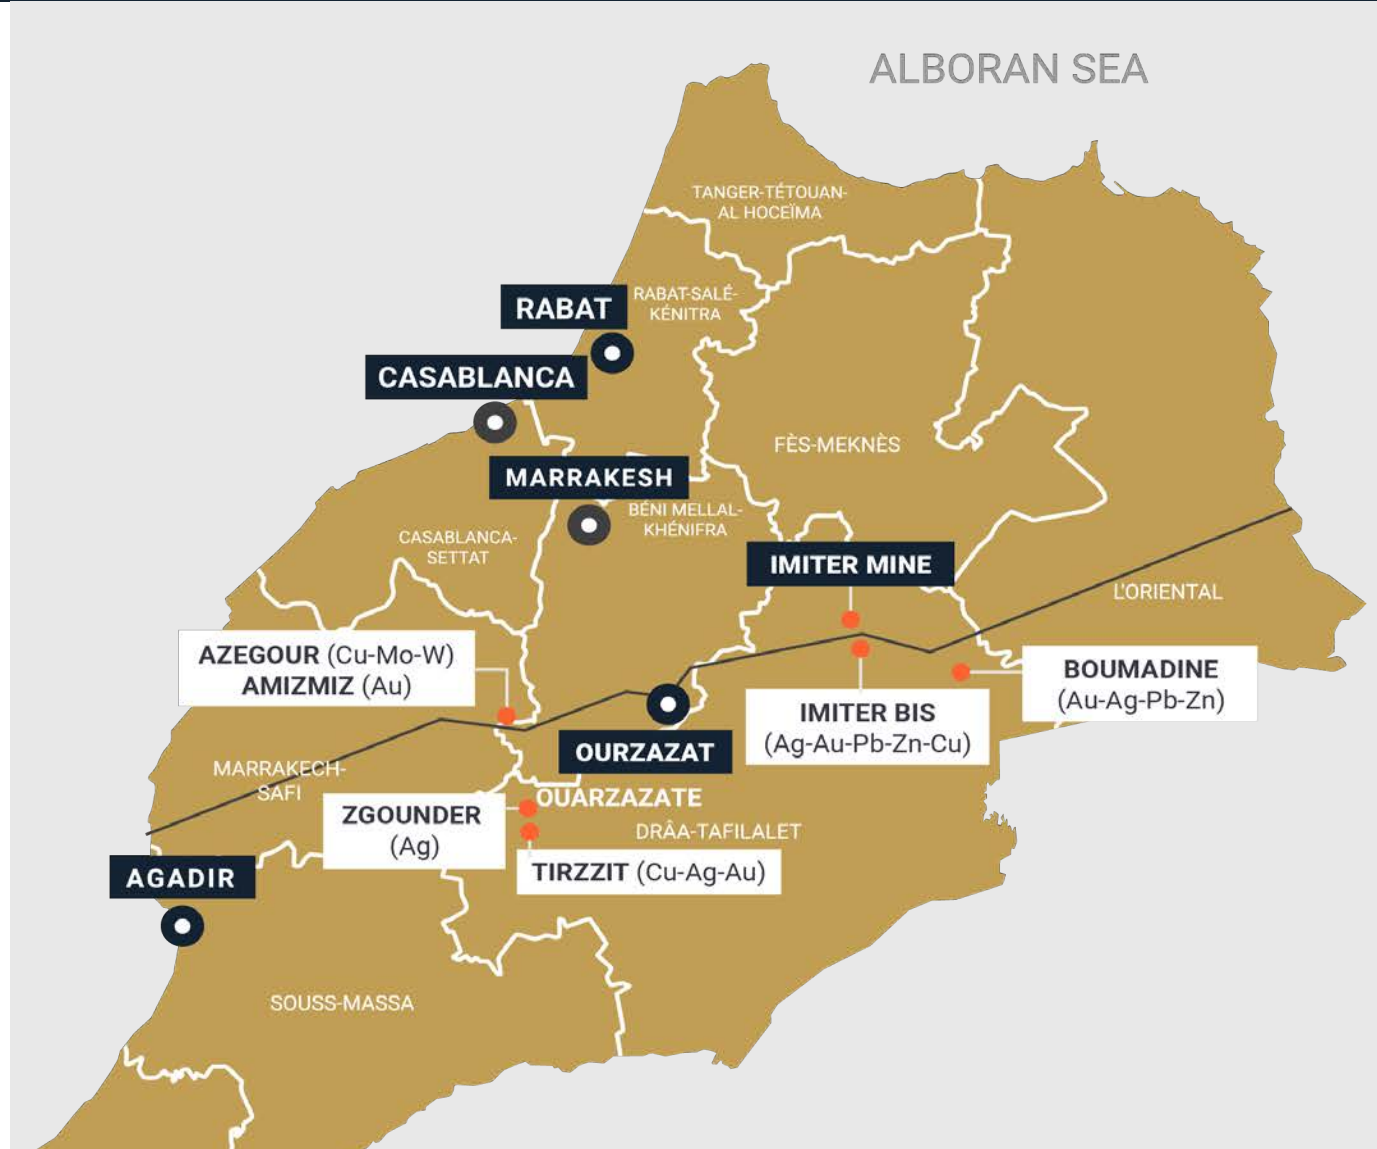 ALBORAN SEA
TANGER-TÉTOUAN-
AL HOCEÏMA
RABAT
RABAT-SALÉ-
KÉNITRA
CASABLANCA
FÈS-MEKNÈS
MARRAKESH
BÉNI MELLAL-
KHÉNIFRA
CASABLANCA-
SETTAT
IMITER MINE
L'ORIENTAL
AZEGOUR (Cu-Mo-W)
AMIZMIZ (Au)
BOUMADINE
(Au-Ag-Pb-Zn)
IMITER BIS
(Ag-Au-Pb-Zn-Cu)
OURZAZAT
MARRAKECH-
SAFI
OUARZAZATE
ZGOUNDER
(Ag)
DRÂA-TAFILALET
TIRZZIT (Cu-Ag-Au)
AGADIR
SOUSS-MASSA